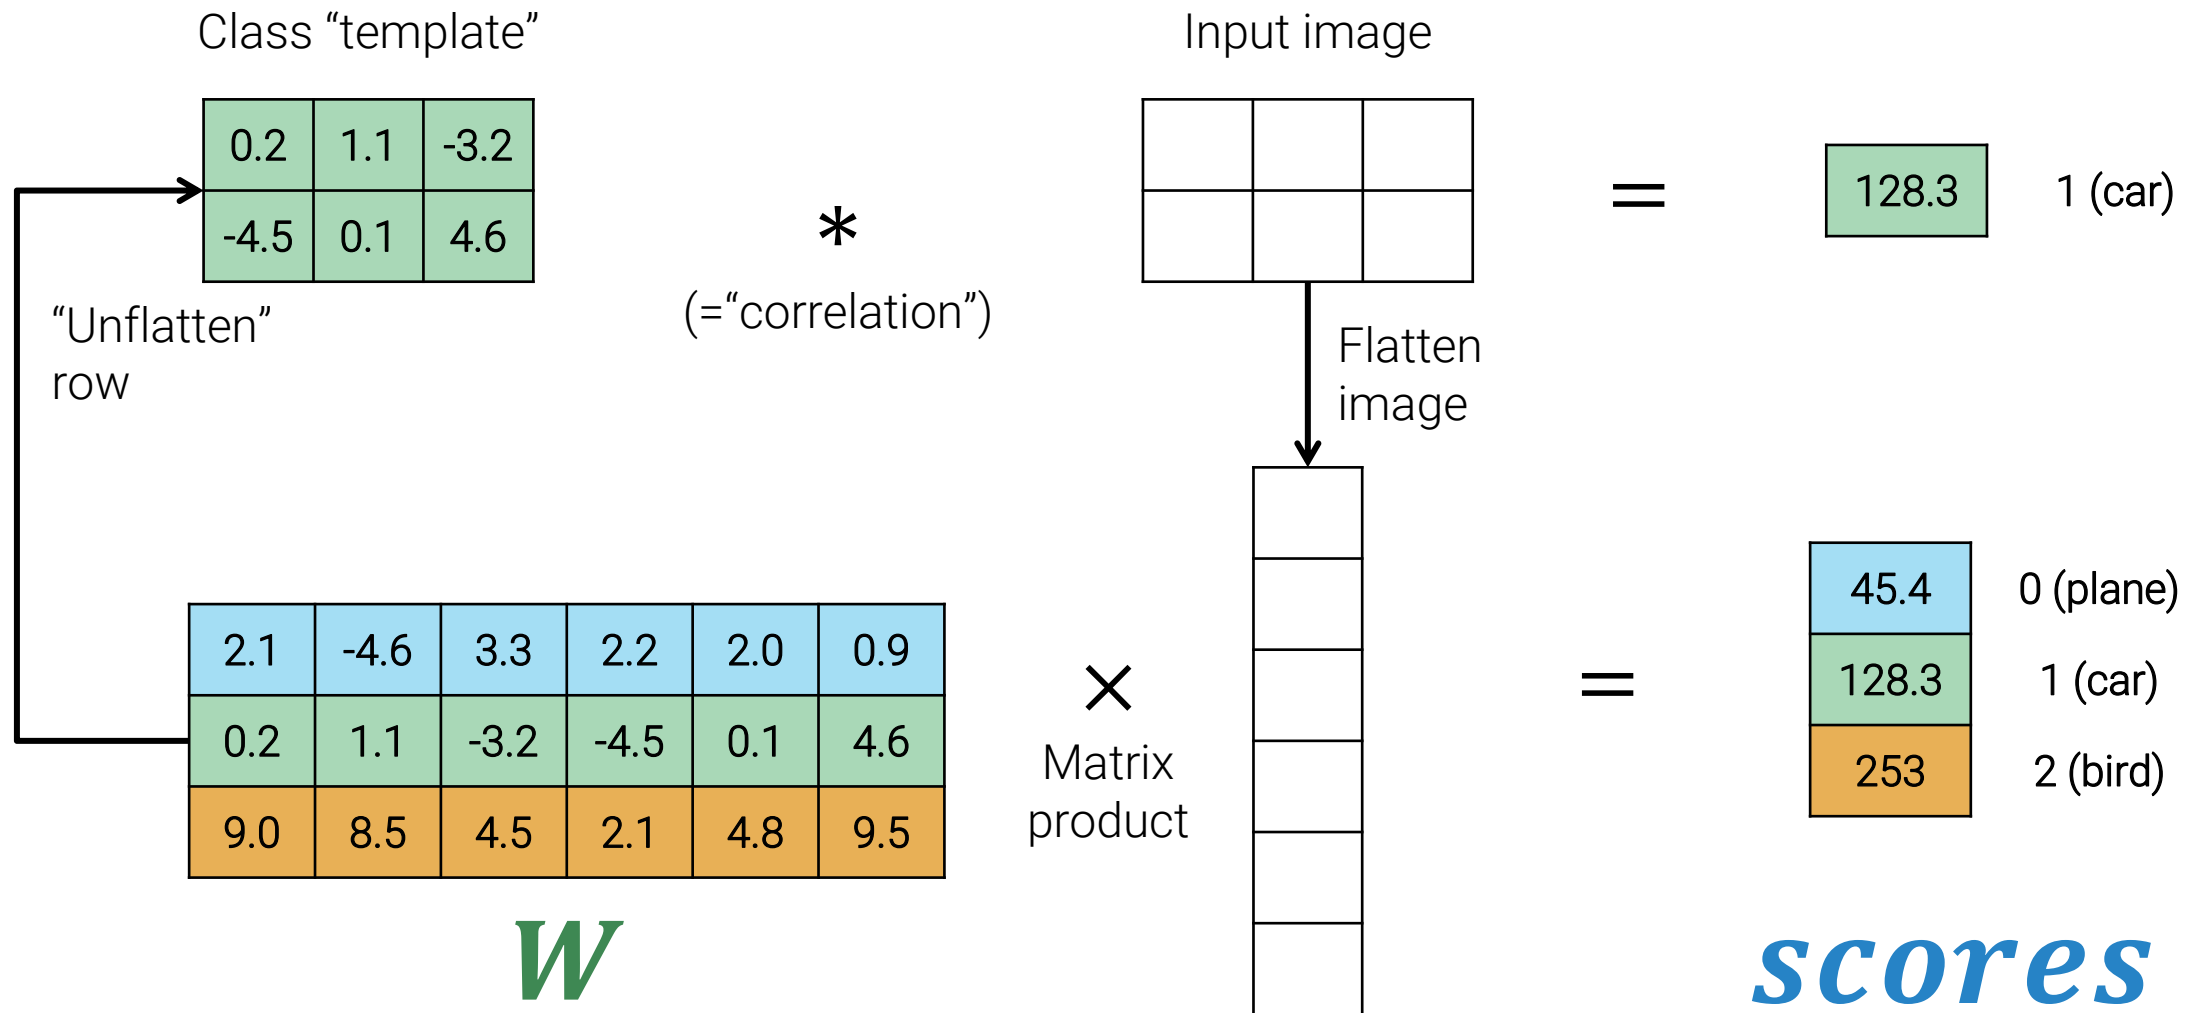 Class “template”
Input image
0.2 1.1 -3.2
-4.5 0.1 4.6
*
(=“correlation”)
=
128.3
1 (car)
“Unflatten”
row
Flatten
image
2.1 -4.6 3.3 2.2 2.0 0.9
0.2 1.1 -3.2 -4.5 0.1 4.6
9.0 8.5 4.5 2.1 4.8 9.5
W
×
Matrix
product
=
45.4 0 (plane)
128.3 1 (car)
253 2 (bird)
scores